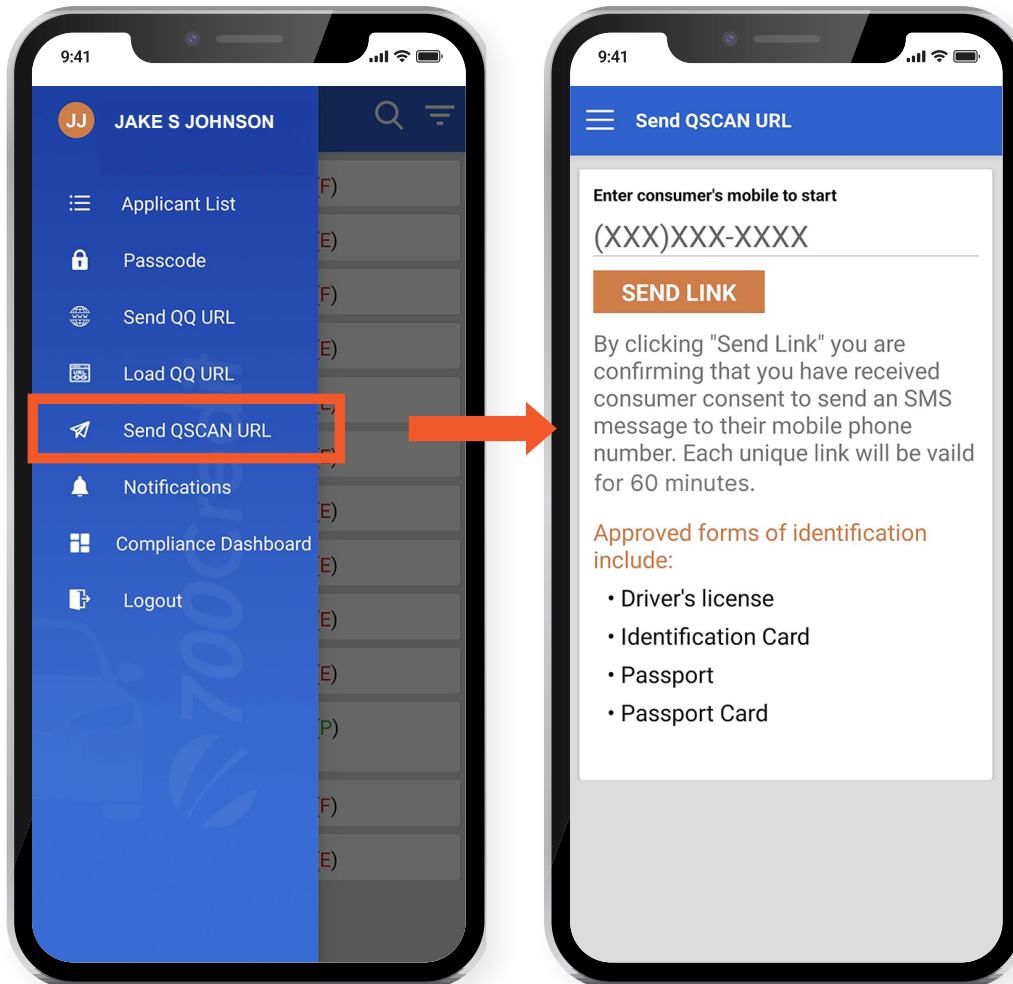 9:41
JJ
JAKE S JOHNSON
Applicant List
Passcode
Send QQ URL
Load QQ URL
Send QSCAN URL
Notifications
Compliance Dashboard
Logout
700Credit
F)
E)
F)
E)
E)
E)
E)
E)
E)
P)
F)
E)
9:41
Send QSCAN URL
Enter consumer's mobile to start
(XXX)XXX-XXXX
SEND LINK
By clicking "Send Link" you are
confirming that you have received
consumer consent to send an SMS
message to their mobile phone
number. Each unique link will be vaild
for 60 minutes.
Approved forms of identification
include:
• Driver's license
• Identification Card
• Passport
• Passport Card